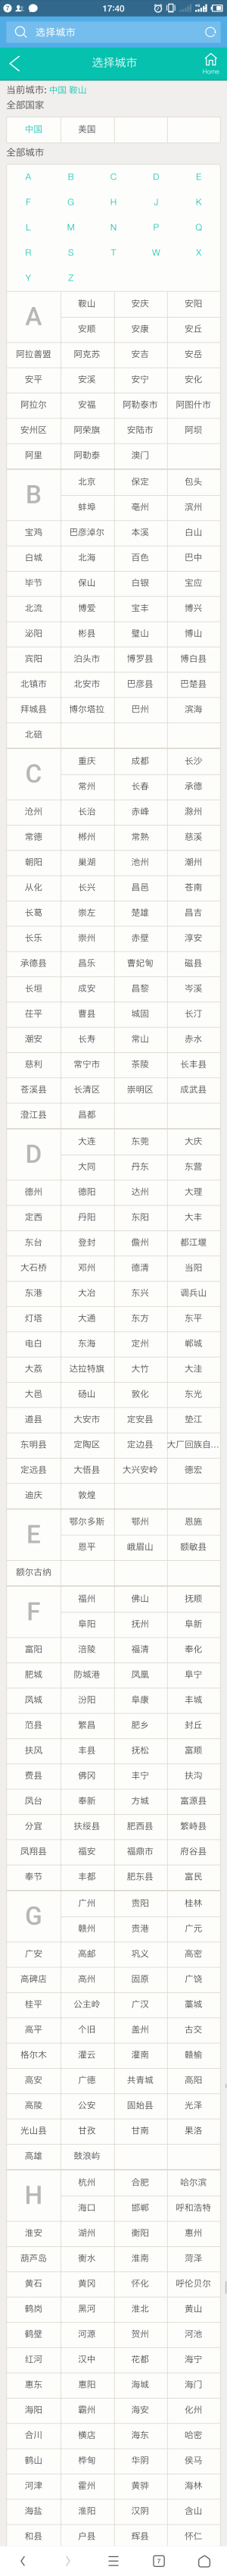 17:40
选择城市
选择城市
Home
当前城市: 中国 鞍山
全部国家
中国 美国
全部城市
A B C D E
F G H J K
L M N P Q
R S T W X
Y Z
A
鞍山 安庆 安阳
安顺 安康 安丘
阿拉善盟 阿克苏 安吉 安岳
安平 安溪 安宁 安化
阿拉尔 安福 阿勒泰市 阿图什市
安州区 阿荣旗 安陆市 阿坝
阿里 阿勒泰 澳门
B
北京 保定 包头
蚌埠 亳州 滨州
宝鸡 巴彦淖尔 本溪 白山
白城 北海 百色 巴中
毕节 保山 白银 宝应
北流 博爱 宝丰 博兴
泌阳 彬县 璧山 博山
宾阳 泊头市 博罗县 博白县
北镇市 北安市 巴彦县 巴楚县
拜城县 博尔塔拉 巴州 滨海
北碚
C
重庆 成都 长沙
常州 长春 承德
沧州 长治 赤峰 滁州
常德 郴州 常熟 慈溪
朝阳 巢湖 池州 潮州
从化 长兴 昌邑 苍南
长葛 崇左 楚雄 昌吉
长乐 崇州 赤壁 淳安
承德县 昌乐 曹妃甸 磁县
长垣 成安 昌黎 岑溪
茌平 曹县 城固 长汀
潮安 长寿 常山 赤水
慈利 常宁市 茶陵 长丰县
苍溪县 长清区 崇明区 成武县
澄江县 昌都
D
大连 东莞 大庆
大同 丹东 东营
德州 德阳 达州 大理
定西 丹阳 东阳 大丰
东台 登封 儋州 都江堰
大石桥 邓州 德清 当阳
东港 大冶 东兴 调兵山
灯塔 大通 东方 东平
电白 东海 定州 郸城
大荔 达拉特旗 大竹 大洼
大邑 砀山 敦化 东光
道县 大安市 定安县 垫江
东明县 定陶区 定边县 大厂回族自...
定远县 大悟县 大兴安岭 德宏
迪庆 敦煌
E
鄂尔多斯 鄂州 恩施
恩平 峨眉山 额敏县
额尔古纳
F
福州 佛山 抚顺
阜阳 抚州 阜新
富阳 涪陵 福清 奉化
肥城 防城港 凤凰 阜宁
凤城 汾阳 阜康 丰城
范县 繁昌 肥乡 封丘
扶风 丰县 抚松 富顺
费县 佛冈 丰宁 扶沟
凤台 奉新 方城 富源县
分宜 扶绥县 肥西县 繁峙县
凤翔县 福安 福鼎市 府谷县
奉节 丰都 肥东县 富民
G
广州 贵阳 桂林
赣州 贵港 广元
广安 高邮 巩义 高密
高碑店 高州 固原 广饶
桂平 公主岭 广汉 藁城
高平 个旧 盖州 古交
格尔木 灌云 灌南 赣榆
高安 广德 共青城 高阳
高陵 公安 固始县 光泽
光山县 甘孜 甘南 果洛
高雄 鼓浪屿
H
杭州 合肥 哈尔滨
海口 邯郸 呼和浩特
淮安 湖州 衡阳 惠州
葫芦岛 衡水 淮南 菏泽
黄石 黄冈 怀化 呼伦贝尔
鹤岗 黑河 淮北 黄山
鹤壁 河源 贺州 河池
红河 汉中 花都 海宁
惠东 惠阳 海城 海门
海阳 霸州 海安 化州
合川 横店 海东 哈密
鹤山 桦甸 华阴 侯马
河津 霍州 黄骅 海林
海盐 淮阳 汉阴 含山
和县 户县 辉县 怀仁
7